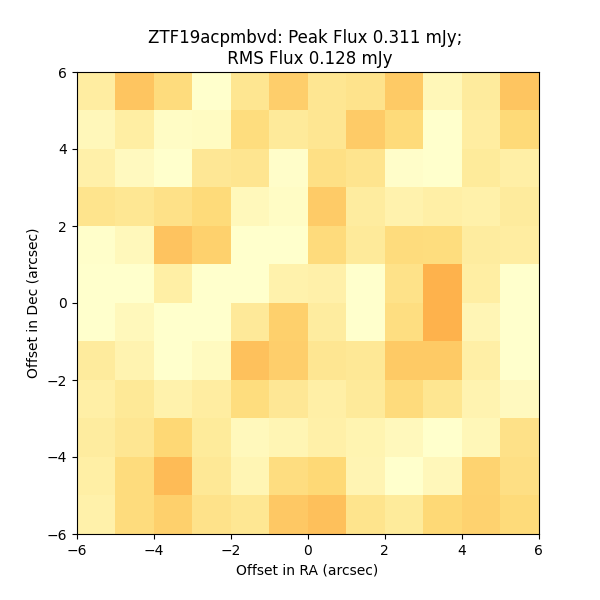 ZTF19acpmbvd: Peak Flux 0.311 mJy;
RMS Flux 0.128 mJy
6
4
2
0
−2
−4
−6
Offset in Dec (arcsec)
−6 −4 −2 0 2 4 6
Offset in RA (arcsec)